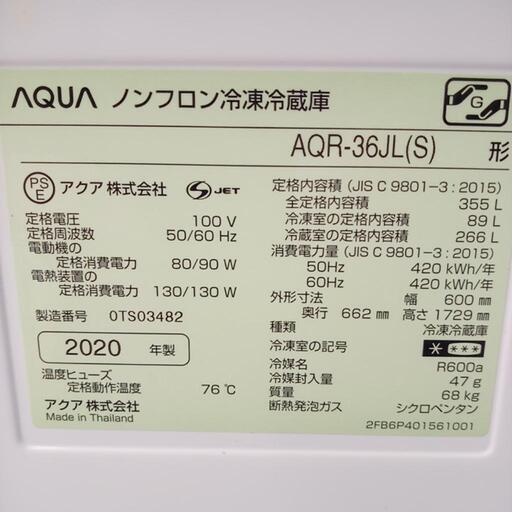 AQUA ノンフロン冷凍冷蔵庫
G
AQR-36JL(S) 形
PS E アクア株式会社 S JET
定格電圧 100 V
定格周波数 50/60 Hz
電動機の
定格消費電力 80/90 W
電熱装置の
定格消費電力 130/130 W
製造番号 0TS03482
2020 年製
温度ヒューズ
定格動作温度 76℃
アクア株式会社
Made in Thailand
定格内容積 (JIS C 9801-3 : 2015)
全定格内容積 355 L
冷凍室の定格内容積 89 L
冷蔵室の定格内容積 266 L
消費電力量 (JIS C 9801-3 : 2015)
50Hz 420 kWh/年
60Hz 420 kWh/年
外形寸法 幅 600 mm
奥行 662 mm 高さ 1729 mm
種類 冷凍冷蔵庫
冷凍室の記号 * ***
冷媒名 R600a
冷媒封入量 47 g
質量 68 kg
断熱発泡ガス シクロペンタン
2FB6P401561001